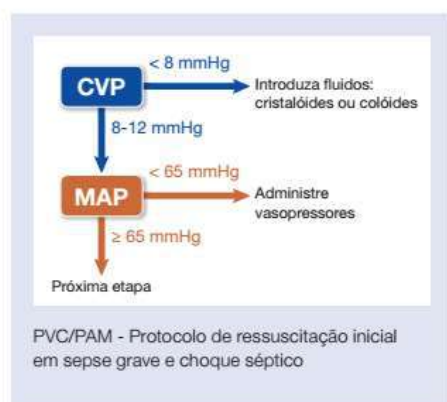 < 8 mmHg
CVP
Introduza fluidos:
cristalóides ou colóides
8-12 mmHg
< 65 mmHg
MAP
Administre
vasopressores
≥ 65 mmHg
Próxima etapa
PVC/PAM - Protocolo de ressuscitação inicial
em sepse grave e choque séptico